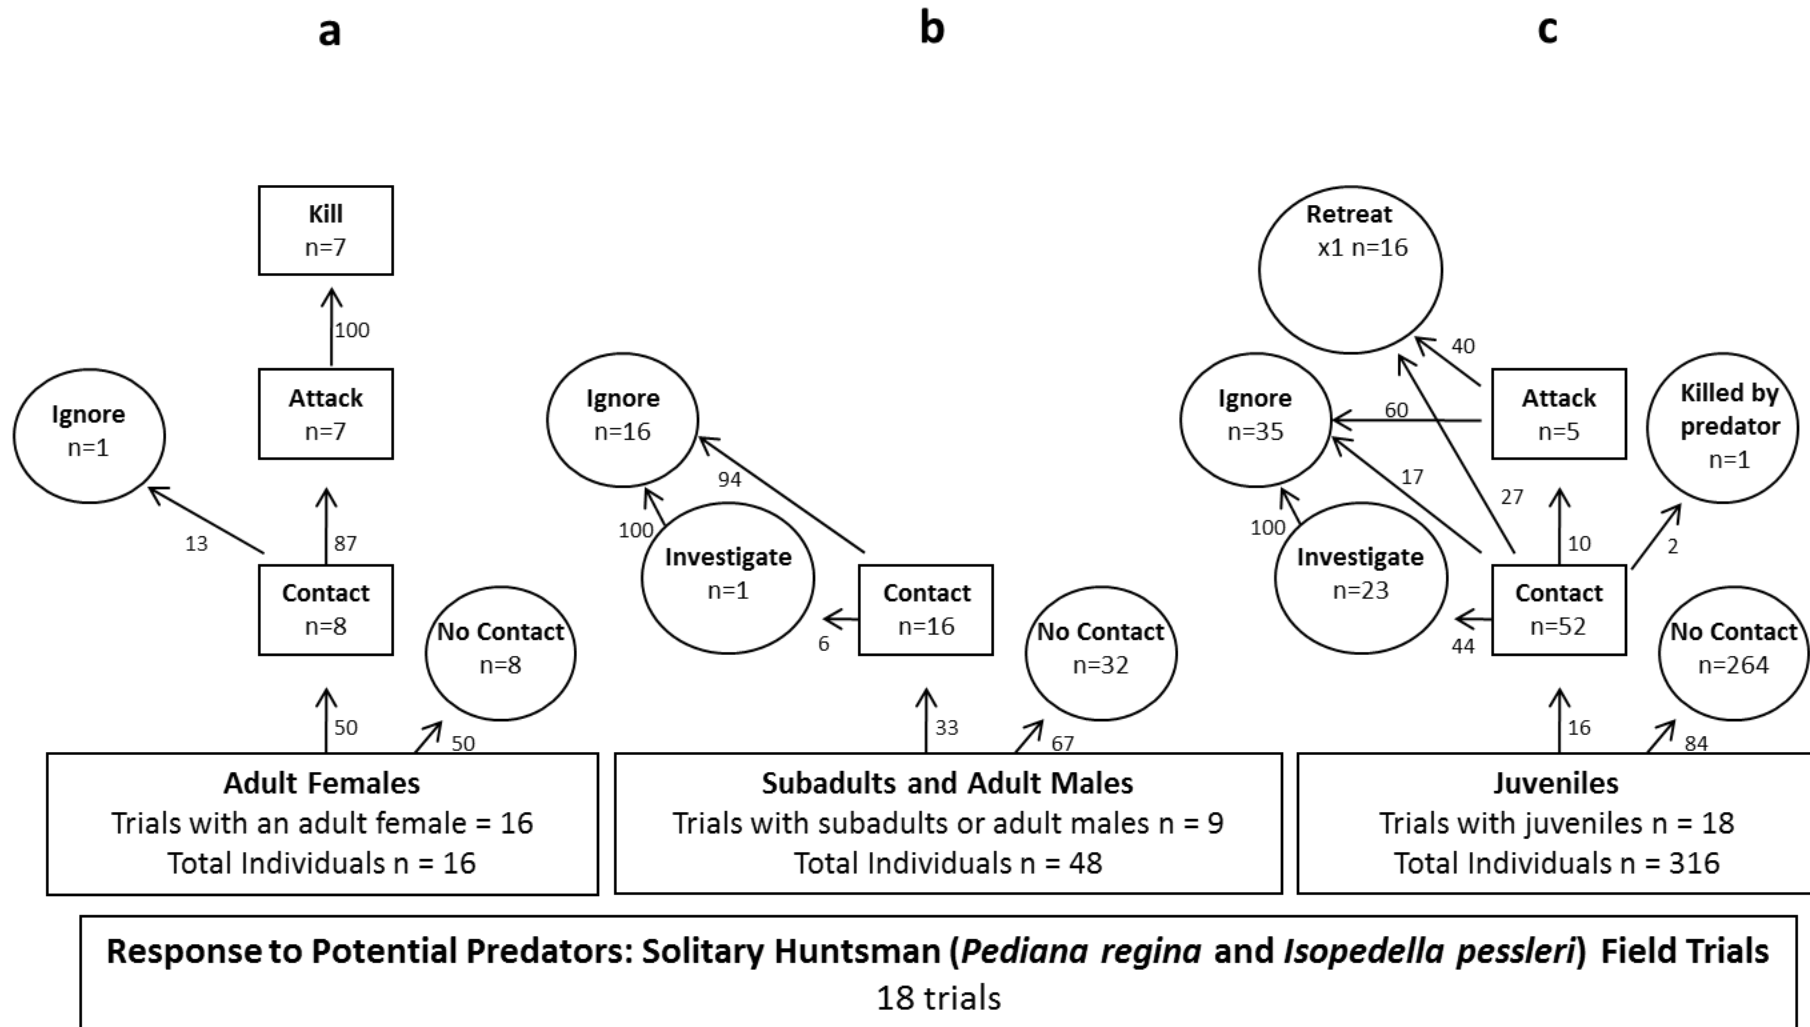 a
b
c
Kill
n=7
100
Attack
n=7
Ignore
n=1
13
87
Contact
n=8
No Contact
n=8
50
50
Adult Females
Trials with an adult female = 16
Total Individuals n = 16
Ignore
n=16
94
100
Investigate
n=1
6
Contact
n=16
No Contact
n=32
33
67
Subadults and Adult Males
Trials with subadults or adult males n = 9
Total Individuals n = 48
Retreat
x1 n=16
40
Ignore
n=35
60
Attack
n=5
Killed by
predator
n=1
17
27
100
10
2
Investigate
n=23
44
Contact
n=52
No Contact
n=264
16
84
Juveniles
Trials with juveniles n = 18
Total Individuals n = 316
Response to Potential Predators: Solitary Huntsman (Pediana regina and Isopedella pessleri) Field Trials
18 trials